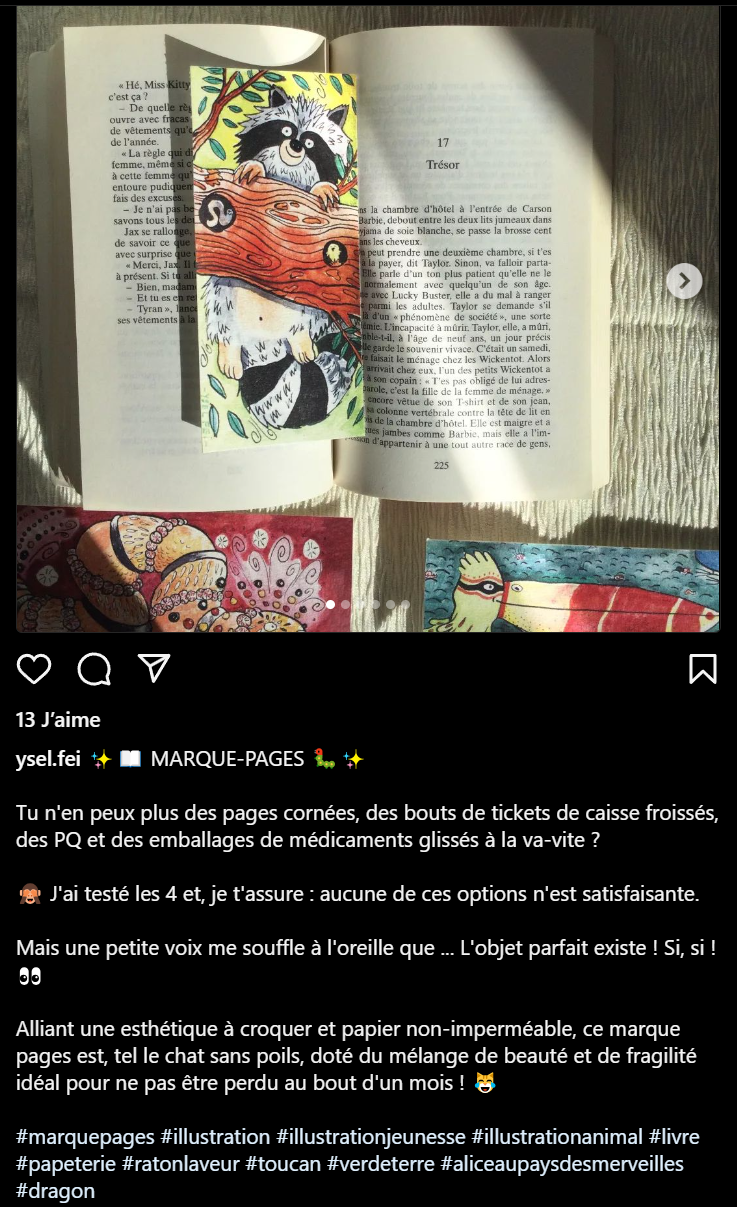 « Hé, Miss Kitty
c'est ça ?
– De quelle
ouvre avec fracas
de vêtements
de l'année.
« La règle qui
femme, même si
à cette femme
entoure
fais des excuses
– Je n'ai pas
savons tous les
Jax se rallonge,
de savoir ce que
avec surprise
« Merci, Jax. Il
à présent. Si tu
– Bien, madame
– Et tu es en
– Tyran »,
ses vêtements à la
17
Trésor
la chambre d'hôtel à l'entrée de Carson
Barbie, debout entre les deux lits jumeaux dans
de soie blanche, se passe la brosse cent
les cheveux.
peut prendre une deuxième chambre, si t'es
la payer, dit Taylor. Sinon, va falloir parta-
Elle parle d'un ton plus patient qu'elle ne le
normalement avec quelqu'un de son âge.
avec Lucky Buster, elle a du mal à ranger
parmi les adultes. Taylor se demande s'il
d'un « phénomène de société », une sorte
L'incapacité à mûrir. Taylor, elle, a mûri,
à l'âge de neuf ans, un jour précis
garde le souvenir vivace. C'était un samedi,
faisait le ménage chez les Wickentot. Alors
arrivait chez eux, l'un des petits Wickentot a
à son copain : « T'es pas obligé de lui adres-
parole, c'est la fille de la femme de ménage. »
encore vêtue de son T-shirt et de son jean,
sa colonne vertébrale contre la tête de lit en
de la chambre d'hôtel. Elle est maigre et a
jambes comme Barbie, mais elle a l'im-
d'appartenir à une tout autre race de gens,
225
13 J'aime
ysel.fei ✨ 📖 MARQUE-PAGES 🐛 ✨
Tu n'en peux plus des pages cornées, des bouts de tickets de caisse froissés,
des PQ et des emballages de médicaments glissés à la va-vite ?
🙈 J'ai testé les 4 et, je t'assure : aucune de ces options n'est satisfaisante.
Mais une petite voix me souffle à l'oreille que ... L'objet parfait existe ! Si, si !
👀
Alliant une esthétique à croquer et papier non-imperméable, ce marque
pages est, tel le chat sans poils, doté du mélange de beauté et de fragilité
idéal pour ne pas être perdu au bout d'un mois ! 😹
#marquepages #illustration #illustrationjeunesse #illustrationanimal #livre
#papeterie #ratonlaveur #toucan #verdeterre #aliceaupaysdesmerveilles
#dragon